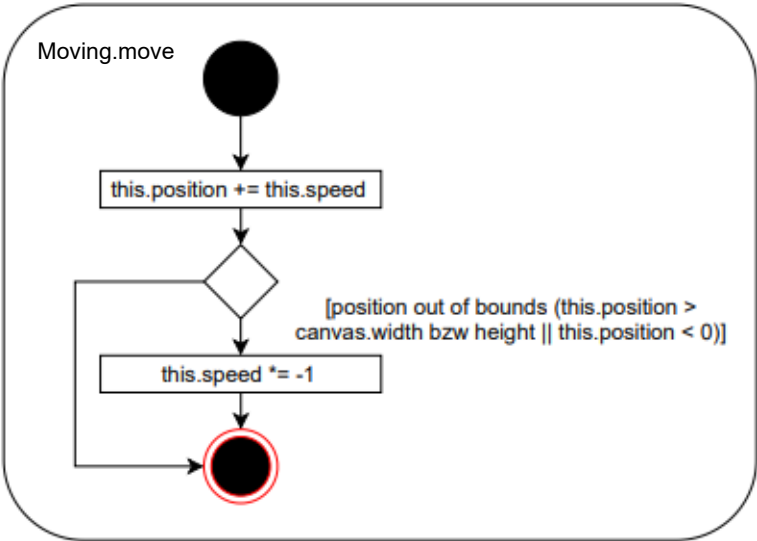 Moving.move
this.position += this.speed
[position out of bounds (this.position >
canvas.width bzw height || this.position < 0)]
this.speed *= -1